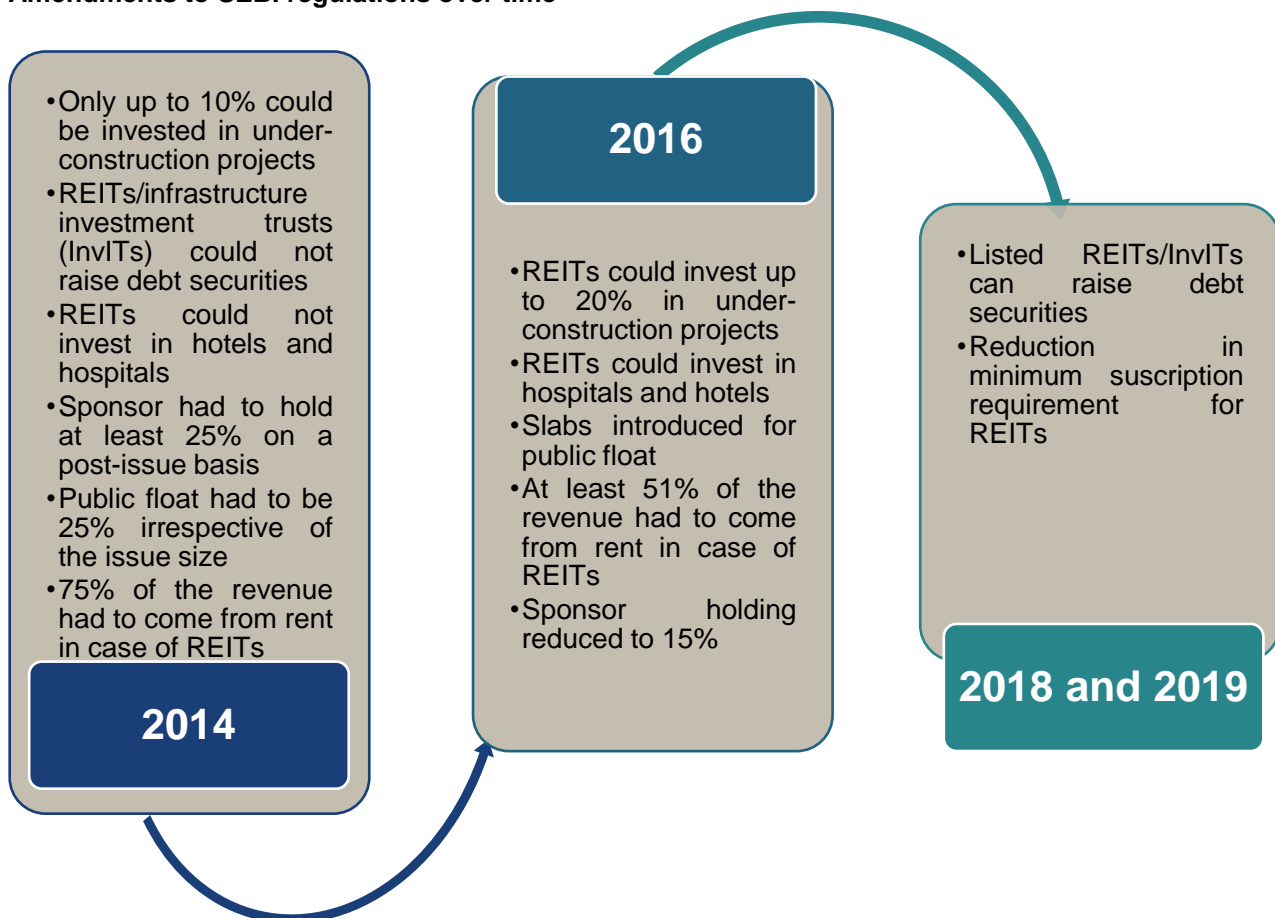 •Only up to 10% could
be invested in under-
construction projects
•REITs/infrastructure
investment trusts
(InvITs) could not
raise debt securities
•REITs could not
invest in hotels and
hospitals
•Sponsor had to hold
at least 25% on a
post-issue basis
•Public float had to be
25% irrespective of
the issue size
•75% of the revenue
had to come from rent
in case of REITs
2014
2016
•REITs could invest up
to 20% in under-
construction projects
•REITs could invest in
hospitals and hotels
•Slabs introduced for
public float
•At least 51% of the
revenue had to come
from rent in case of
REITs
•Sponsor holding
reduced to 15%
•Listed REITs/InvITs
can raise debt
securities
•Reduction in
minimum suscription
requirement for
REITs
2018 and 2019